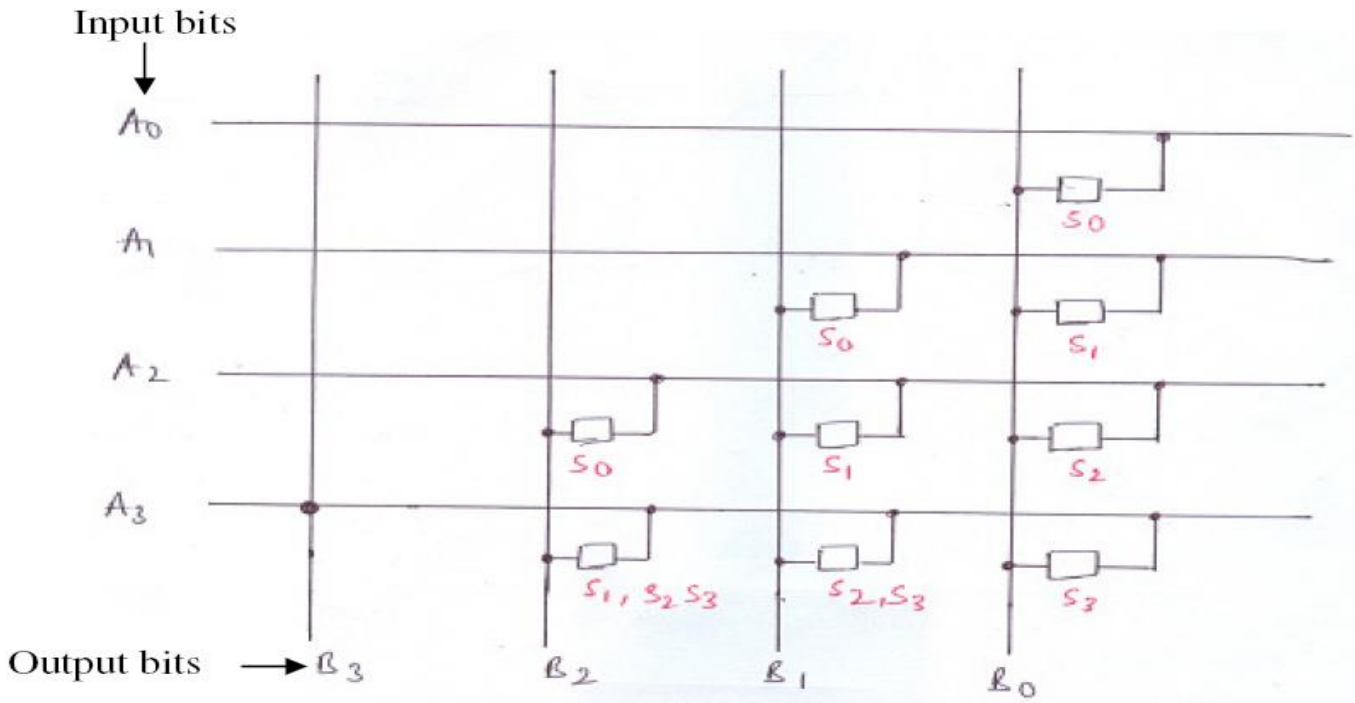 Input bits
A0
S0
A1
S0 S1
A2
S0 S1 S2
A3
S1, S2 S3 S2, S3 S3
Output bits B3 B2 B1 B0